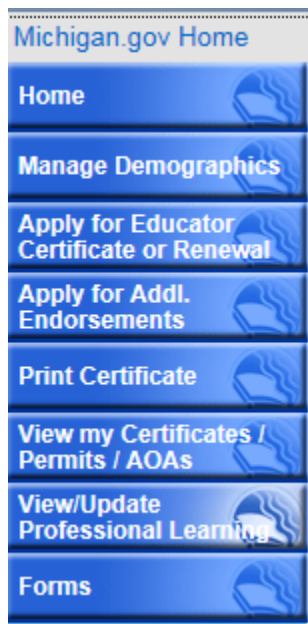 Michigan.gov Home
Home
Manage Demographics
Apply for Educator
Certificate or Renewal
Apply for Addl.
Endorsements
Print Certificate
View my Certificates /
Permits / AOAs
View/Update
Professional Learning
Forms